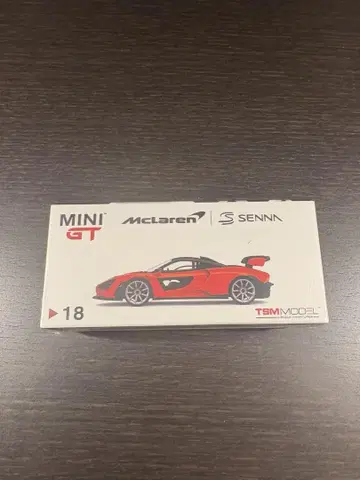 MINI GT
McLaren | SENNA
18
TSMMODEL